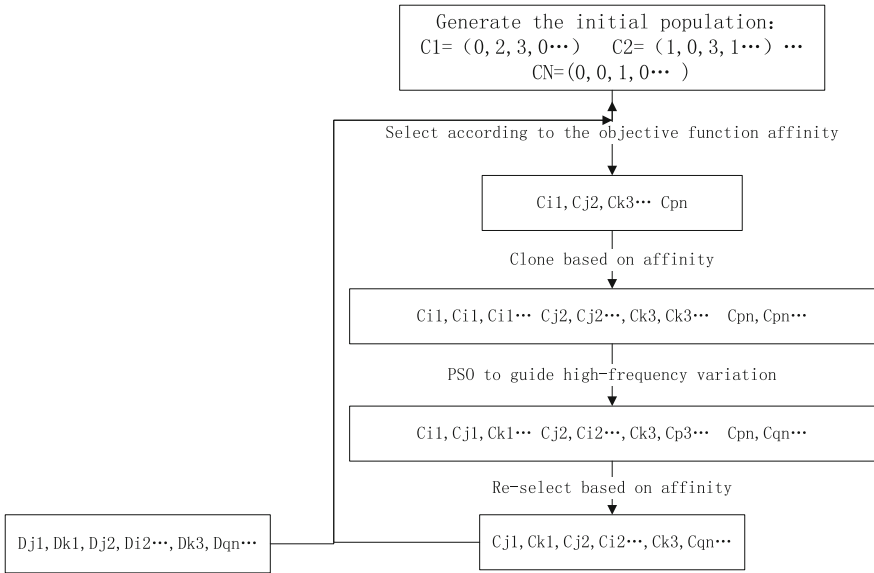 Generate the initial population：
C1=（0,2,3,0…） C2=（1,0,3,1…）…
CN=(0,0,1,0… )
Select according to the objective function affinity
Ci1,Cj2,Ck3… Cpn
Clone based on affinity
Ci1,Ci1,Ci1… Cj2,Cj2…,Ck3,Ck3… Cpn,Cpn…
PSO to guide high-frequency variation
Ci1,Cj1,Ck1… Cj2,Ci2…,Ck3,Cp3… Cpn,Cqn…
Re-select based on affinity
Dj1,Dk1,Dj2,Di2…,Dk3,Dqn…
Cj1,Ck1,Cj2,Ci2…,Ck3,Cqn…